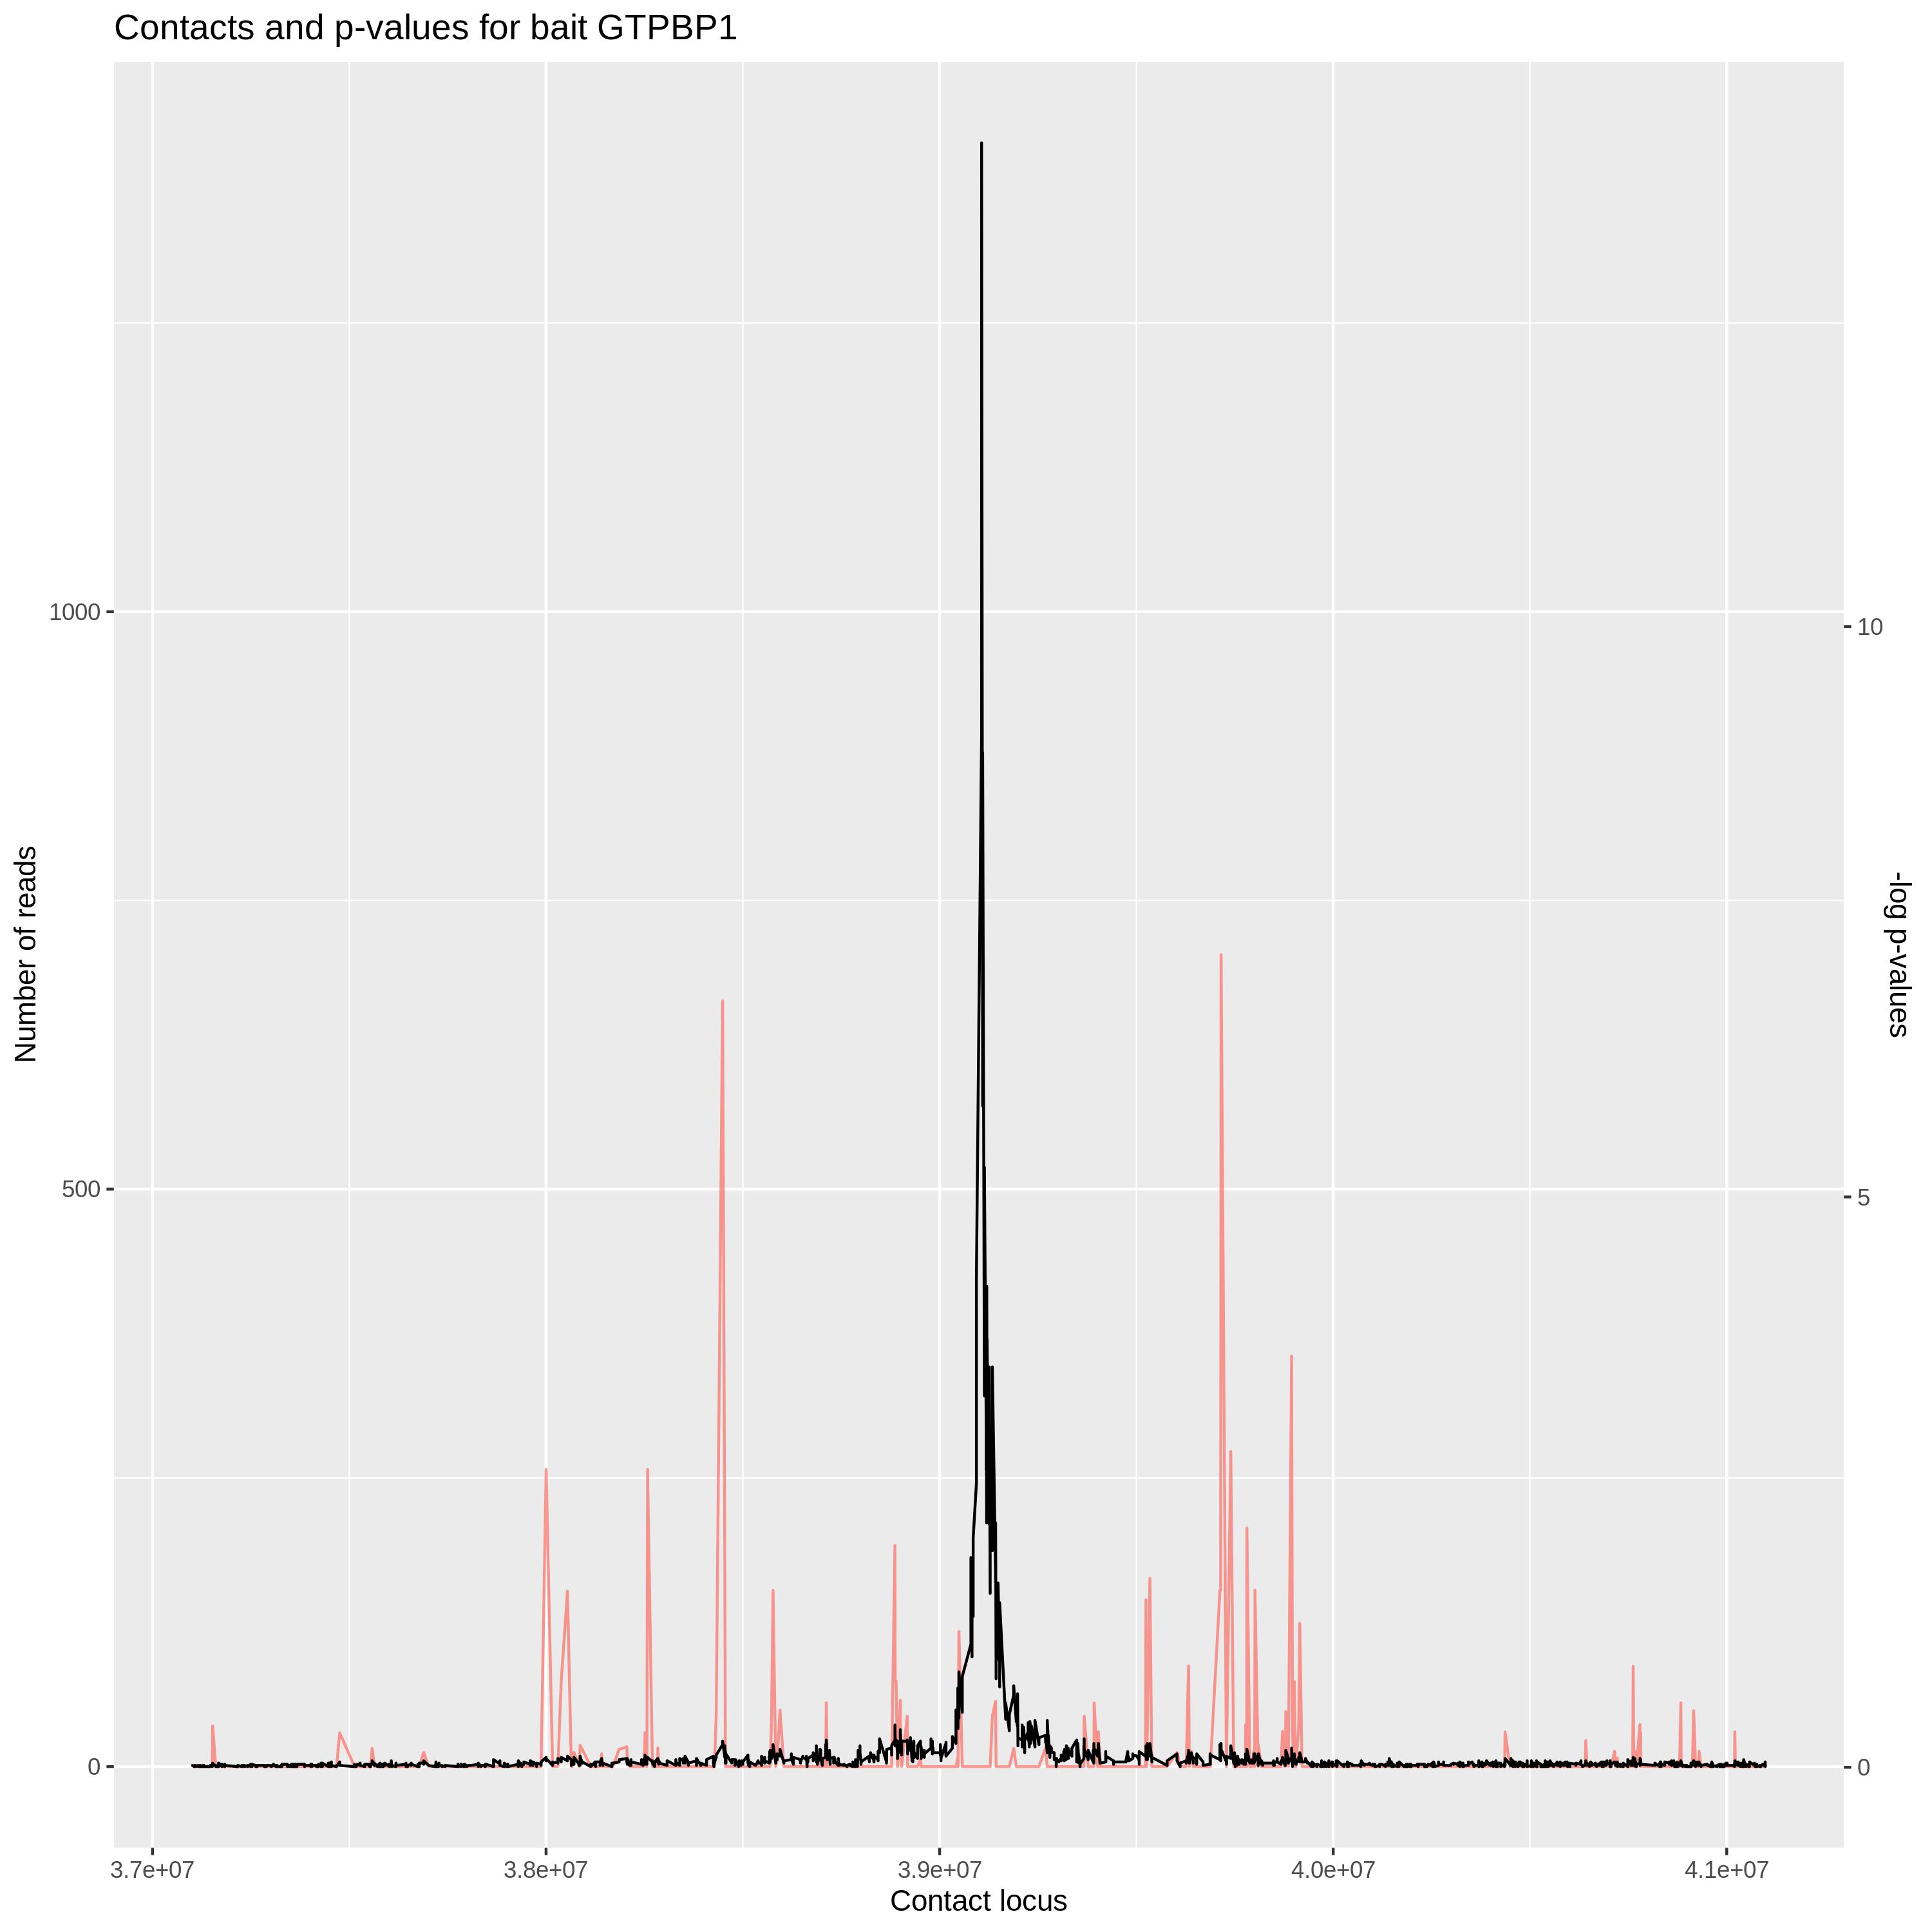 Contacts and p-values for bait GTPBP1
Number of reads
1000
500
0
10
5
0
-log p-values
3.7e+07
3.8e+07
3.9e+07
4.0e+07
4.1e+07
Contact locus